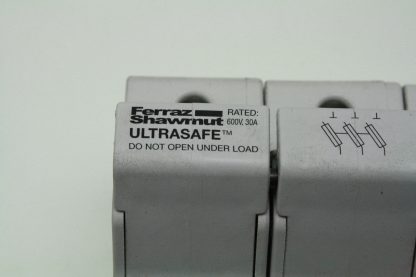 Ferraz
Shawmut
RATED:
600V, 30A
ULTRASAFE™
DO NOT OPEN UNDER LOAD